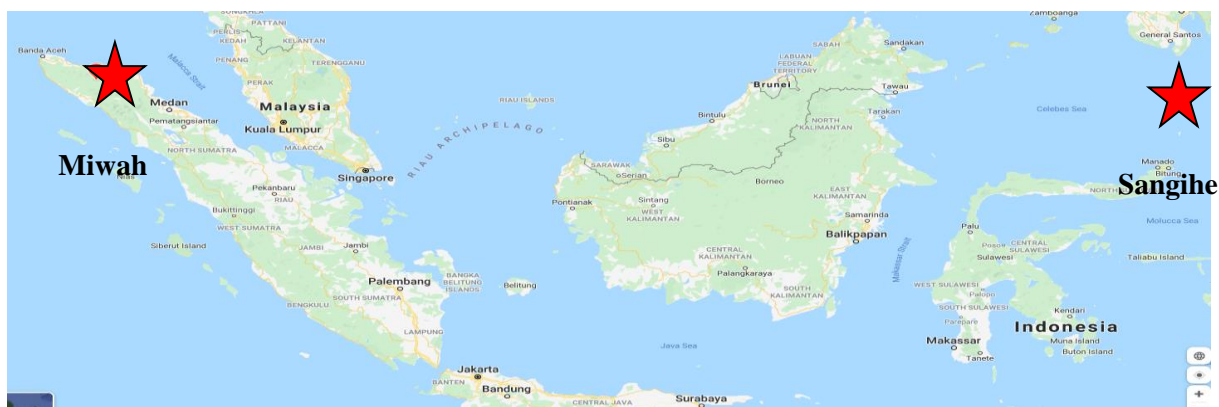 SONGKHLA
PATTANI
Zamboanga
General Santos
Banda Aceh
PERLIS
KEDAH
KELANTAN
PENANG
TERENGGANU
PERAK
Malacca Strait
SABAH
Sandakan
LABUAN
FEDERAL
TERRITORY
Brunei
Tawau
Celebes Sea
Medan
Malaysia
RIAU ISLANDS
Bintulu
Tarakan
Pematangsiantar
Kuala Lumpur
RIAU ARCHIPELAGO
Sibu
NORTH
KALIMANTAN
Miwah
NORTH SUMATRA
MALACCA
Nias
Singapore
SARAWAK
Serian
Borneo
Manado
Bitung
Sangihe
Pekanbaru
RIAU
Pontianak
Sintang
WEST
KALIMANTAN
EAST
KALIMANTAN
NORTH
Bukittinggi
WEST SUMATRA
Samarinda
Molucca Sea
Siberut Island
JAMBI
Jambi
Balikpapan
Palu
Makassar Strait
Posok
CENTRAL
SULAWESI
Sulawesi
Taliabu Island
CENTRAL
KALIMANTAN
Palangkaraya
Palembang
BANGKA
BELITUNG
ISLANDS
Belitung
SOUTH
KALIMANTAN
WEST SULAWESI
Palopo
BENGKULU
SOUTH SUMATRA
SOUTH SULAWESI
Parepare
Kendari
Indonesia
LAMPUNG
Java Sea
Makassar
Muna Island
Buton Island
Tanete
Jakarta
BANTEN
Bandung
CENTRAL JAVA
Surabaya